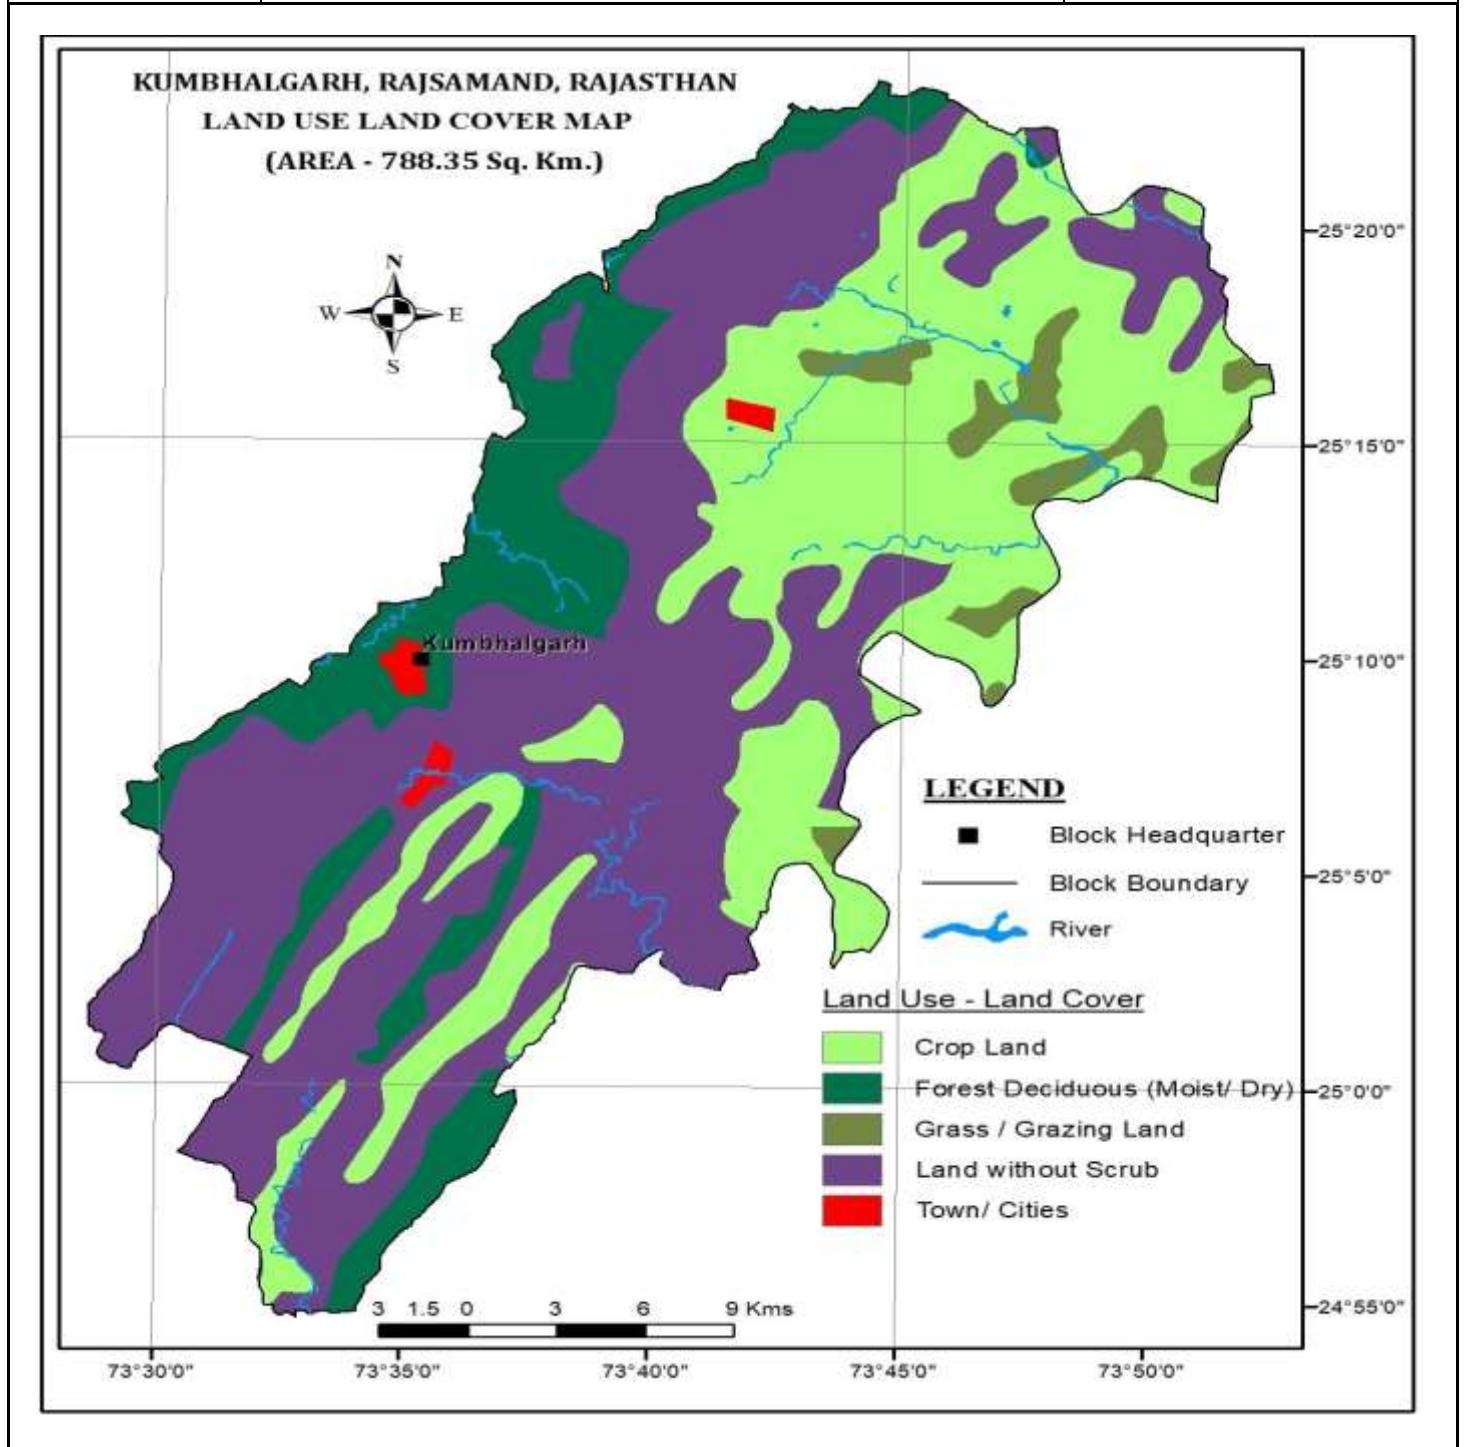 KUMBHALGARH, RAJSAMAND, RAJASTHAN
LAND USE LAND COVER MAP
(AREA - 788.35 Sq. Km.)
N
W
E
S
25°20'0"
25°15'0"
Kumbhalgarh
25°10'0"
LEGEND
Block Headquarter
25°5'0"
Block Boundary
River
Land Use - Land Cover
Crop Land
Forest Deciduous (Moist/ Dry)
25°0'0"
Grass / Grazing Land
Land without Scrub
Town/ Cities
24°55'0"
3 1.5 0 3 6 9 Kms
73°30'0" 73°35'0" 73°40'0" 73°45'0" 73°50'0"